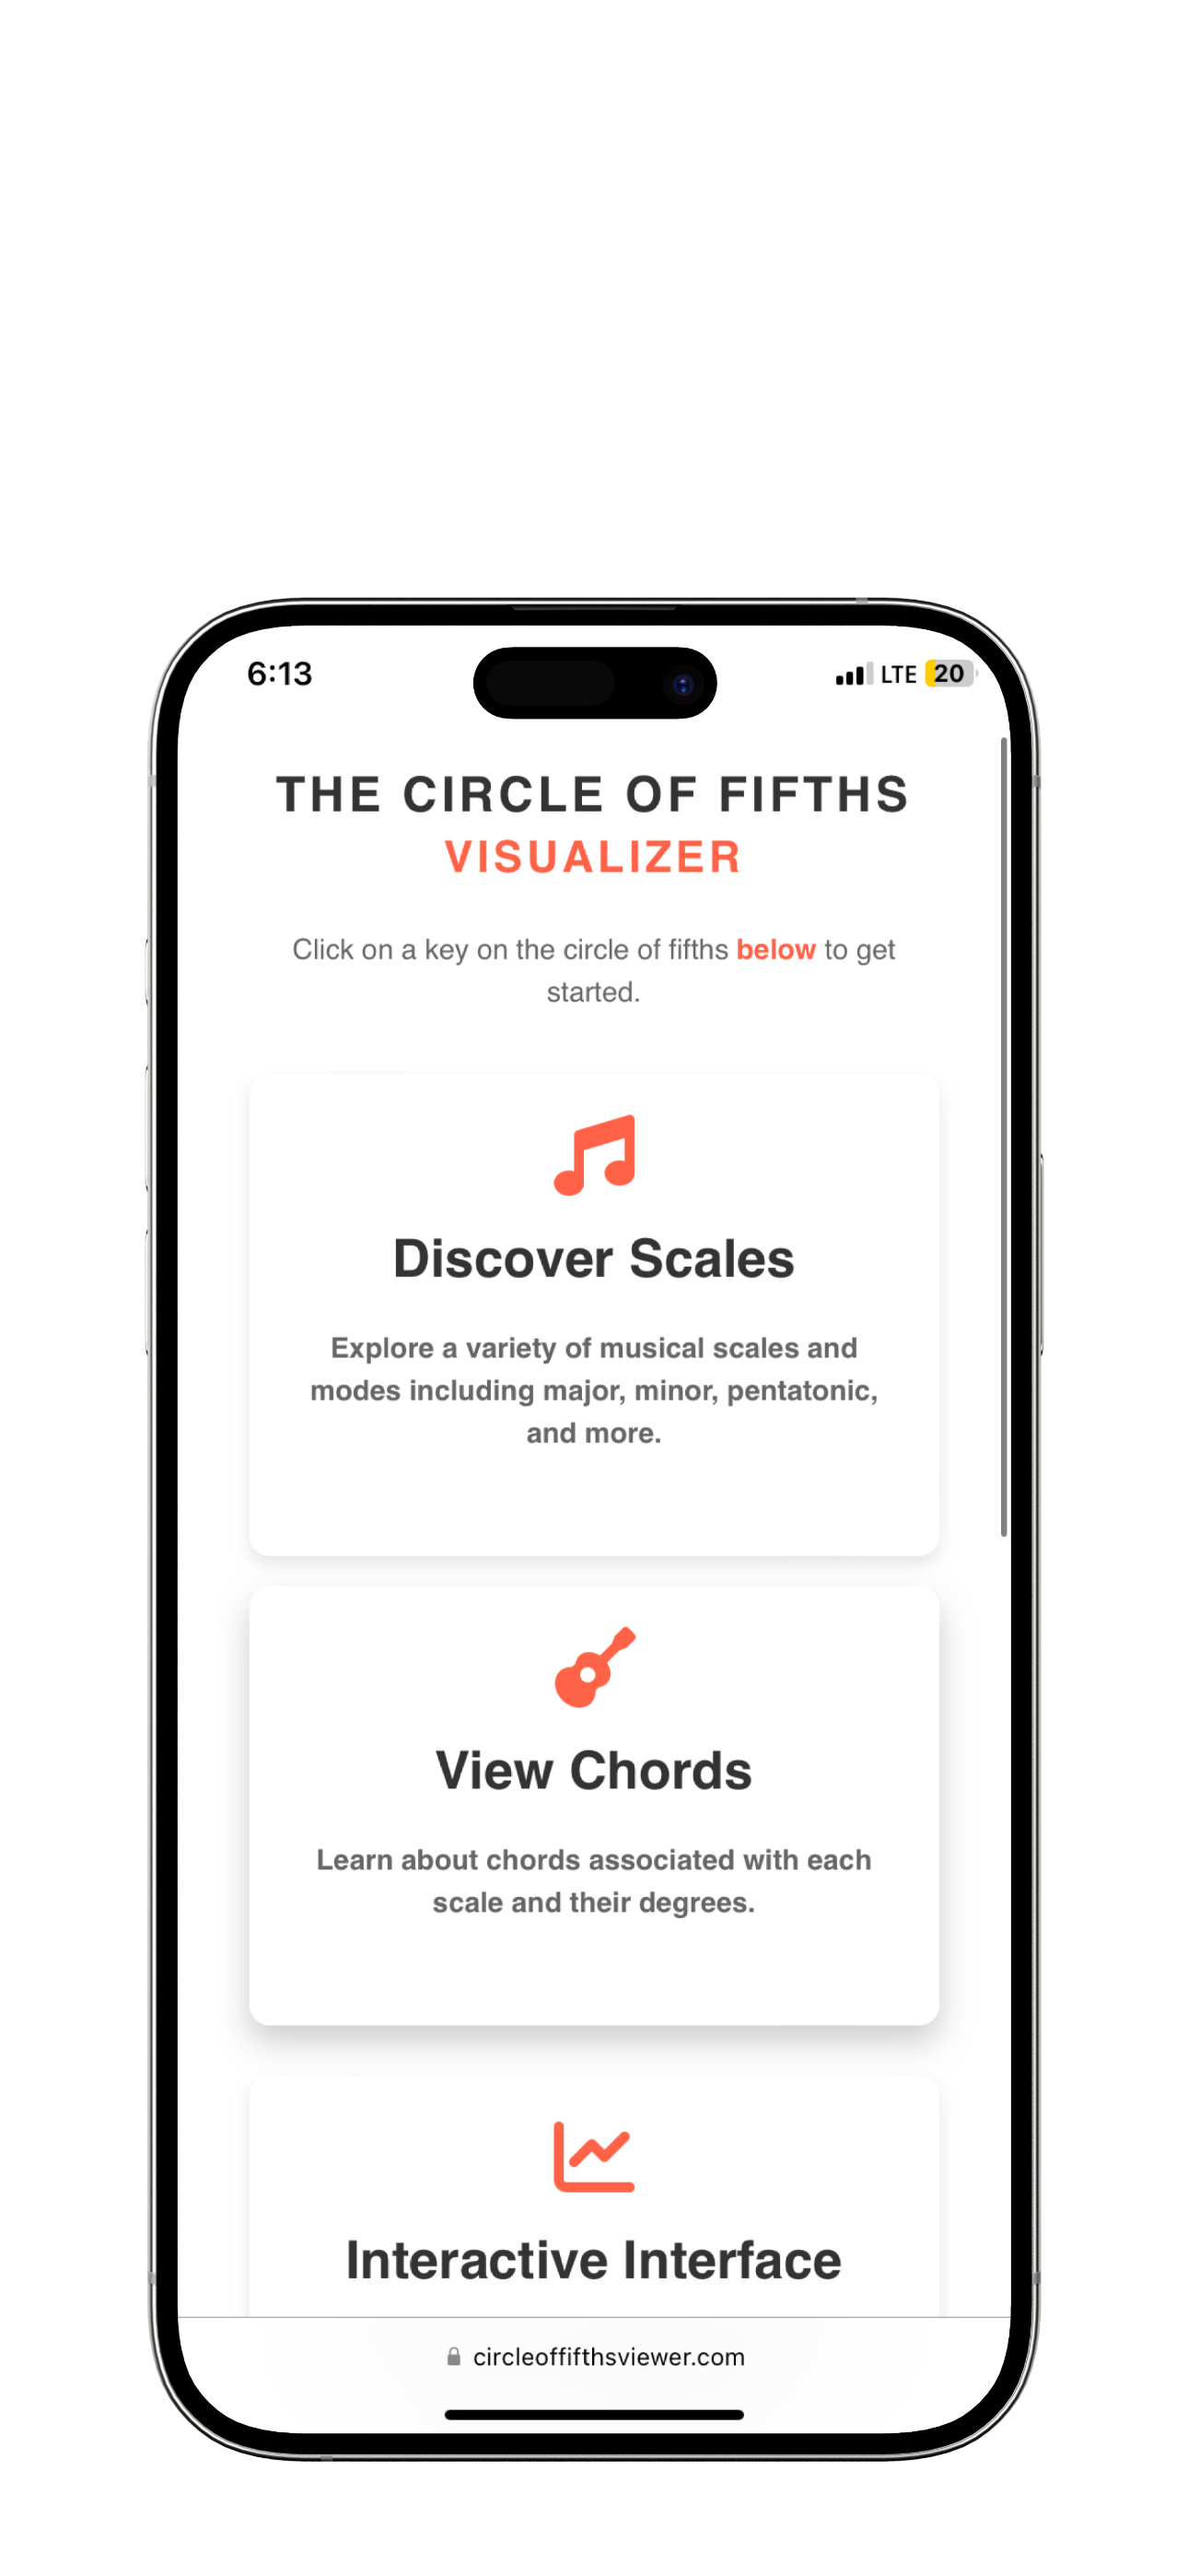 6:13
LTE 20
THE CIRCLE OF FIFTHS
VISUALIZER
Click on a key on the circle of fifths below to get
started.
Discover Scales
Explore a variety of musical scales and
modes including major, minor, pentatonic,
and more.
View Chords
Learn about chords associated with each
scale and their degrees.
Interactive Interface
circleoffifthsviewer.com